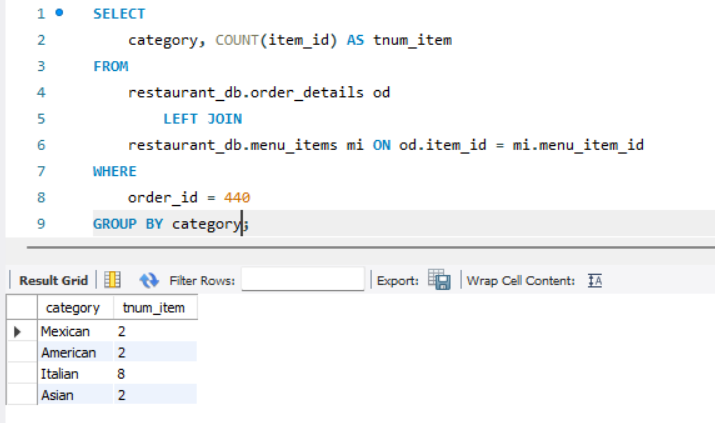 1 SELECT
2 category, COUNT(item_id) AS tnum_item
3 FROM
4 restaurant_db.order_details od
5 LEFT JOIN
6 restaurant_db.menu_items mi ON od.item_id = mi.menu_item_id
7 WHERE
8 order_id = 440
9 GROUP BY category;
Result Grid Filter Rows: Export: Wrap Cell Content: IA
category tnum_item
Mexican 2
American 2
Italian 8
Asian 2